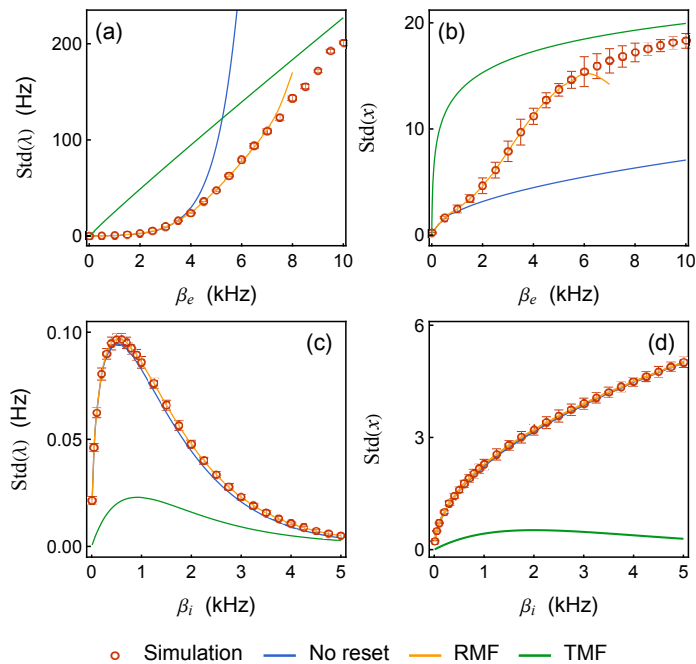 (a)
200
100
0
Std(λ) (Hz)
0 2 4 6 8 10
βe (kHz)
(b)
20
10
0
Std(x)
0 2 4 6 8 10
βe (kHz)
(c)
0.10
0.05
0.00
Std(λ) (Hz)
0 1 2 3 4 5
βi (kHz)
(d)
6
3
0
Std(x)
0 1 2 3 4 5
βi (kHz)
Simulation No reset RMF TMF